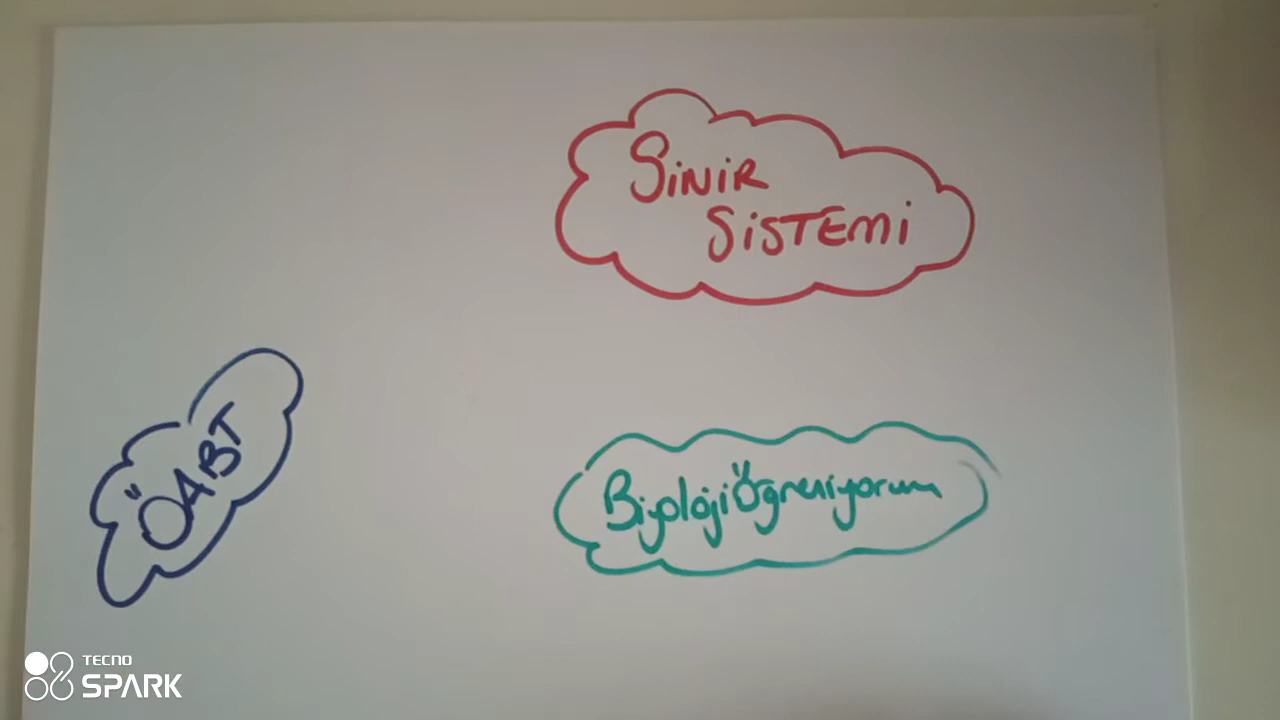 SiNiR
SiSTEMi
ÖABT
BiyolojiÖğreniyorum
TECNO
SPARK